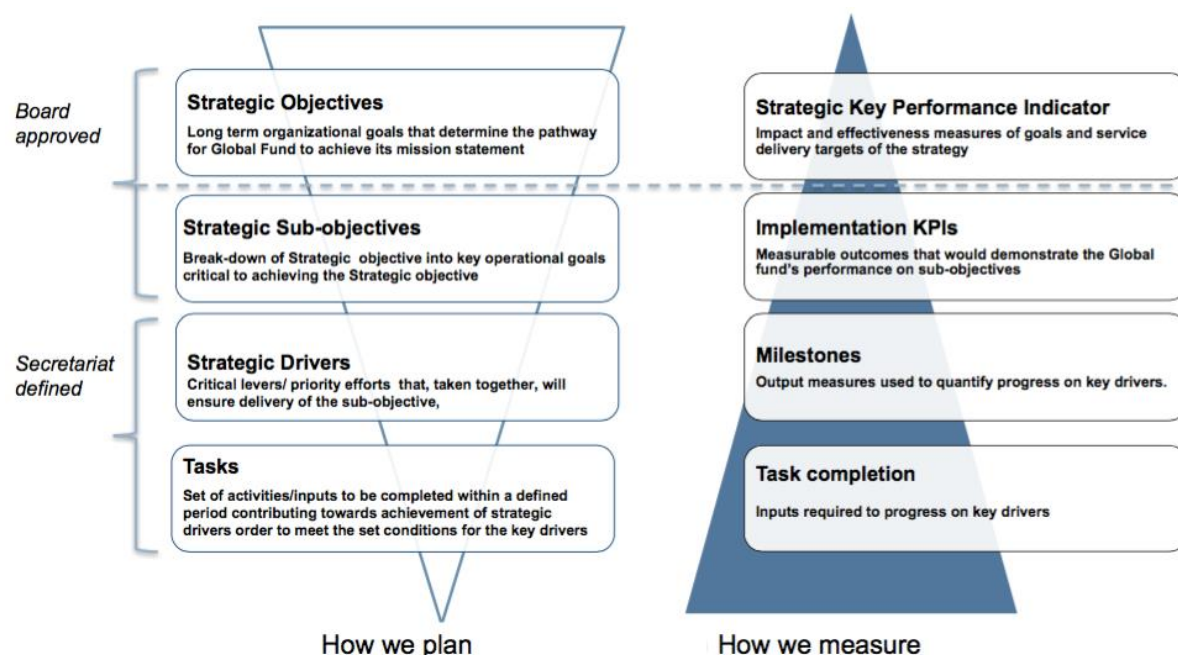 Board
approved
Strategic Objectives
Long term organizational goals that determine the pathway
for Global Fund to achieve its mission statement
Strategic Sub-objectives
Break-down of Strategic objective into key operational goals
critical to achieving the Strategic objective
Secretariat
defined
Strategic Drivers
Critical levers/ priority efforts that, taken together, will
ensure delivery of the sub-objective,
Tasks
Set of activities/inputs to be completed within a defined
period contributing towards achievement of strategic
drivers order to meet the set conditions for the key drivers
How we plan
Strategic Key Performance Indicator
Impact and effectiveness measures of goals and service
delivery targets of the strategy
Implementation KPIs
Measurable outcomes that would demonstrate the Global
fund's performance on sub-objectives
Milestones
Output measures used to quantify progress on key drivers.
Task completion
Inputs required to progress on key drivers
How we measure